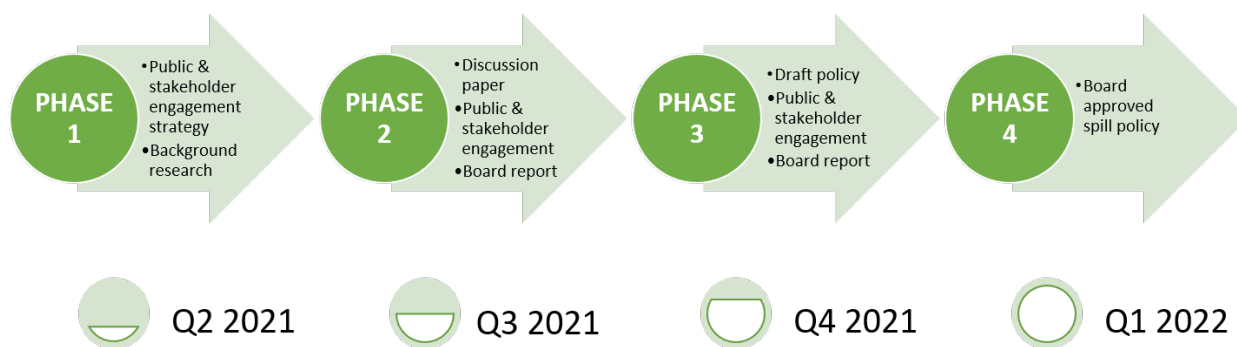 PHASE
1
•Public &
stakeholder
engagement
strategy
•Background
research
PHASE
2
•Discussion
paper
•Public &
stakeholder
engagement
•Board report
PHASE
3
•Draft policy
•Public &
stakeholder
engagement
•Board report
PHASE
4
•Board
approved
spill policy
Q2 2021
Q3 2021
Q4 2021
Q1 2022